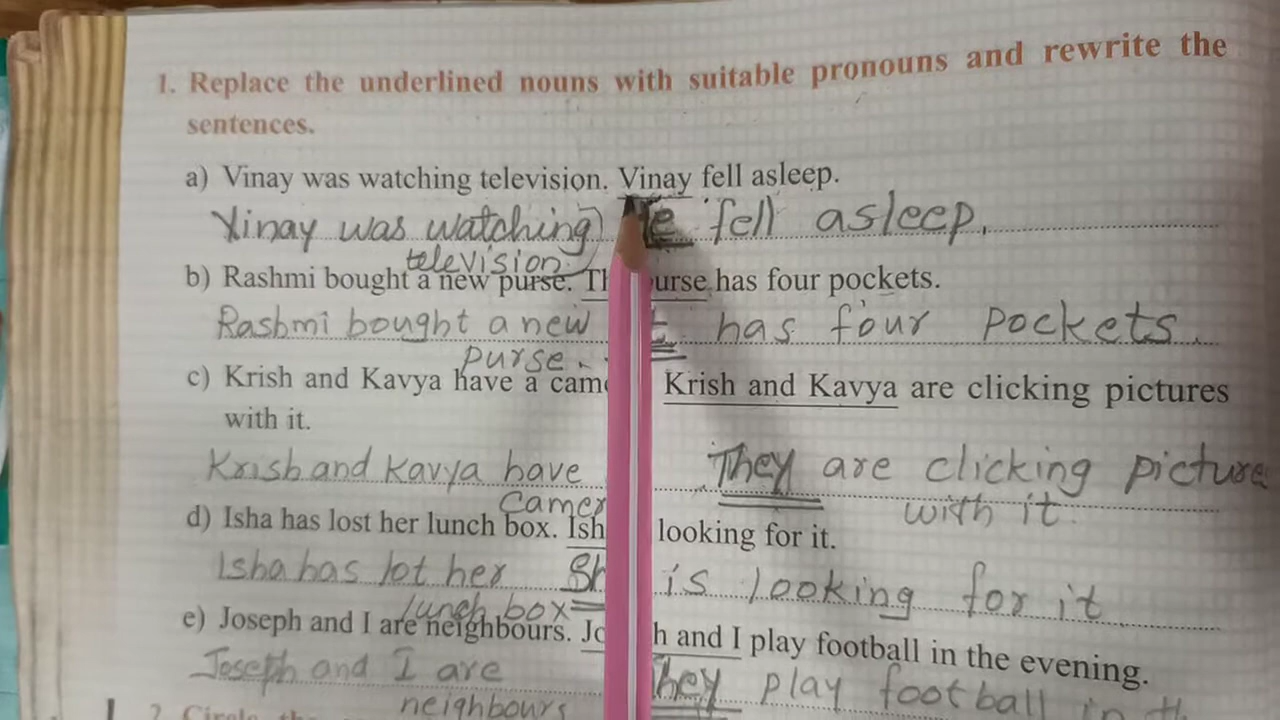 1. Replace the underlined nouns with suitable pronouns and rewrite the
sentences.
a) Vinay was watching television. Vinay fell asleep.
Vinay was watching fell asleep.
television
b) Rashmi bought a new purse. purse has four pockets.
Rashmi bought a new has four pockets.
purse.
c) Krish and Kavya have a Krish and Kavya are clicking pictures
with it.
Krish and Kavya have They are clicking picture
with it
d) Isha has lost her lunch box. looking for it.
Isha has lot her is looking for it
lunch box
e) Joseph and I are neighbours. and I play football in the evening.
Joseph and I are play football in
neighbours
2. Circle the